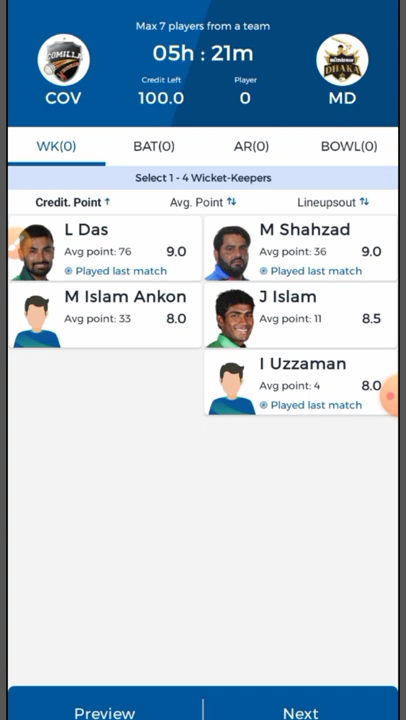 Max 7 players from a team
05h : 21m
COMILLA
DHAKA
Credit Left
Player
COV
100.0
0
MD
WK(0)
BAT(0)
AR(0)
BOWL(0)
Select 1 - 4 Wicket-Keepers
Credit. Point ↑
Avg. Point ↑↓
Lineupsout ↑↓
L Das
Avg point: 76
9.0
Played last match
M Shahzad
Avg point: 36
9.0
Played last match
M Islam Ankon
Avg point: 33
8.0
J Islam
Avg point: 11
8.5
I Uzzaman
Avg point: 4
8.0
Played last match
Preview
Next